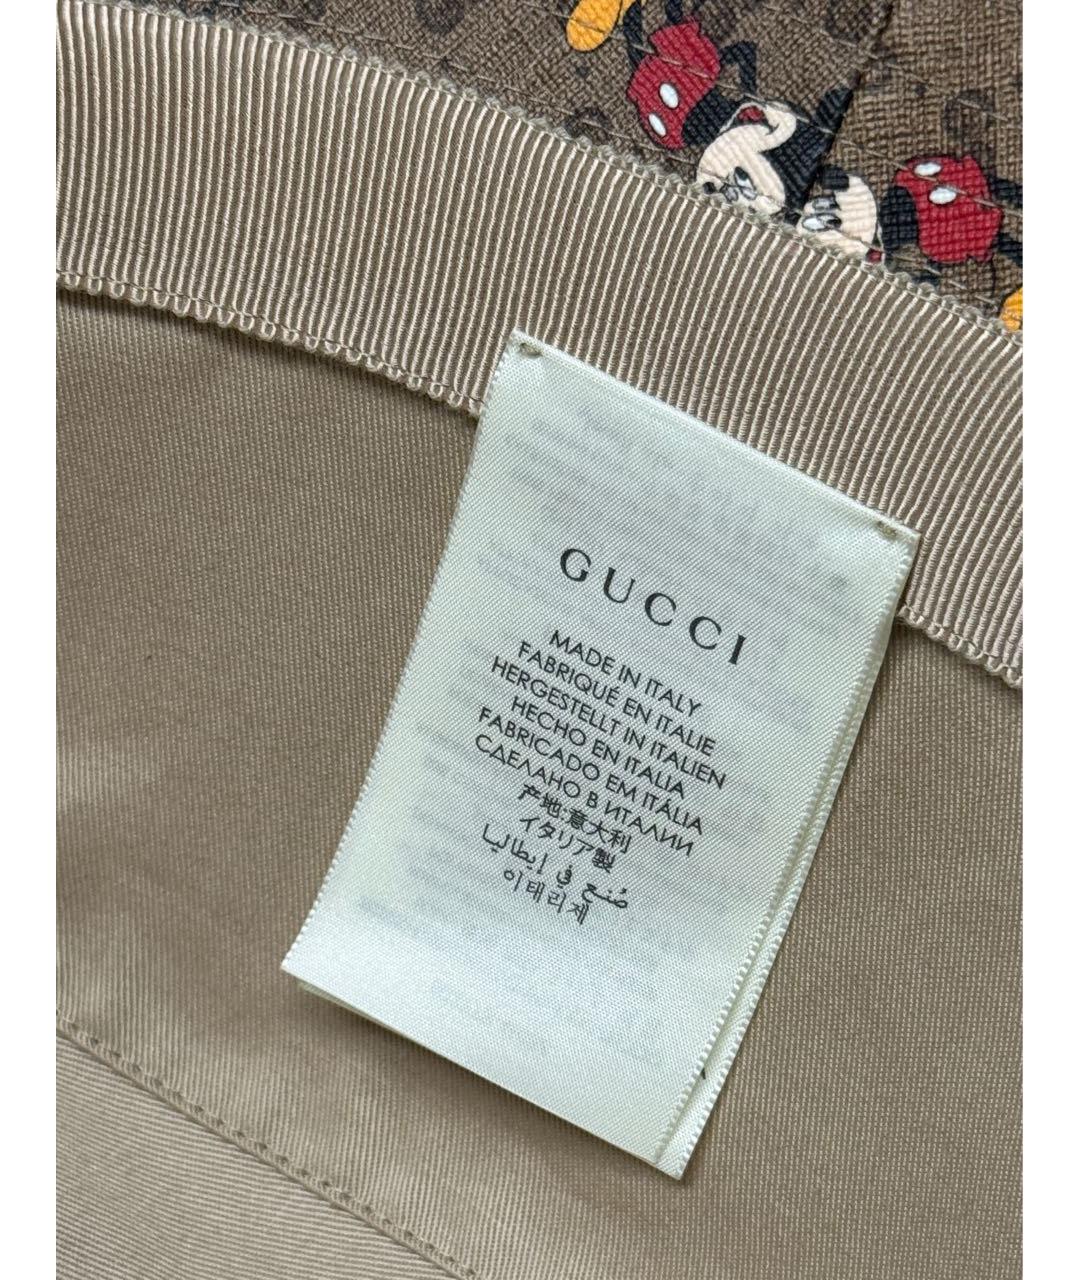 GUCCI
MADE IN ITALY
FABRIQUÉ EN ITALIE
HERGESTELLT IN ITALIEN
HECHO EN ITALIA
FABRICADO EM ITÁLIA
СДЕЛАНО В ИТАЛИИ
产地:意大利
イタリア製
صُنع في إيطاليا
이태리제